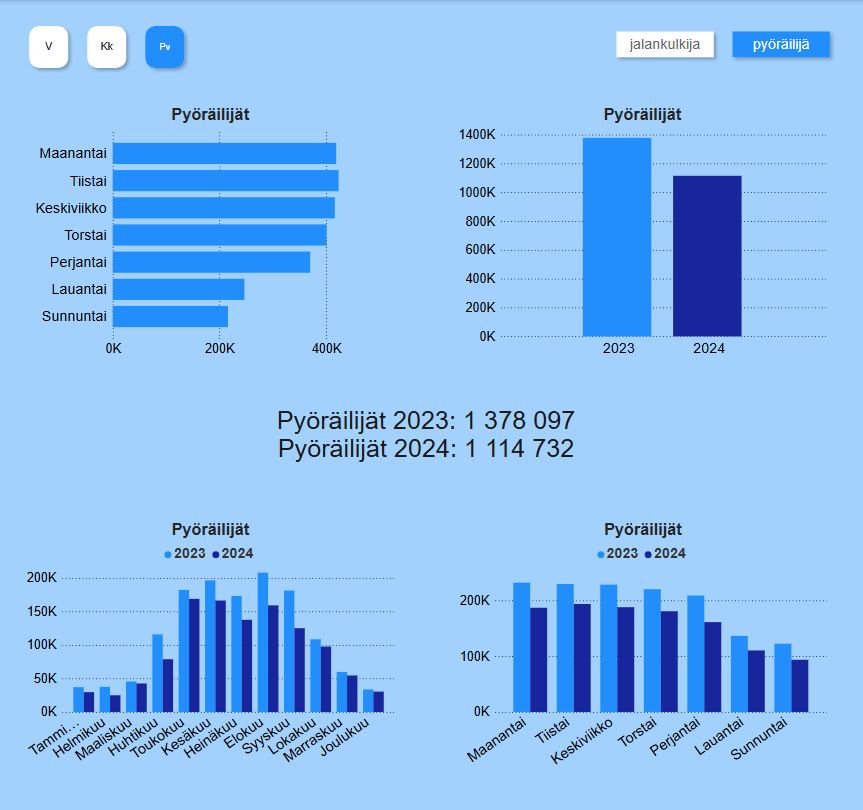 V Kk Pv jalankulkija pyöräilijä
Pyöräilijät
Maanantai
Tiistai
Keskiviikko
Torstai
Perjantai
Lauantai
Sunnuntai
0K 200K 400K
Pyöräilijät
1400K
1200K
1000K
800K
600K
400K
200K
0K
2023 2024
Pyöräilijät 2023: 1 378 097
Pyöräilijät 2024: 1 114 732
Pyöräilijät
2023 2024
200K
150K
100K
50K
0K
Tammi... Helmikuu Maaliskuu Huhtikuu Toukokuu Kesäkuu Heinäkuu Elokuu Syyskuu Lokakuu Marraskuu Joulukuu
Pyöräilijät
2023 2024
200K
100K
0K
Maanantai Tiistai Keskiviikko Torstai Perjantai Lauantai Sunnuntai